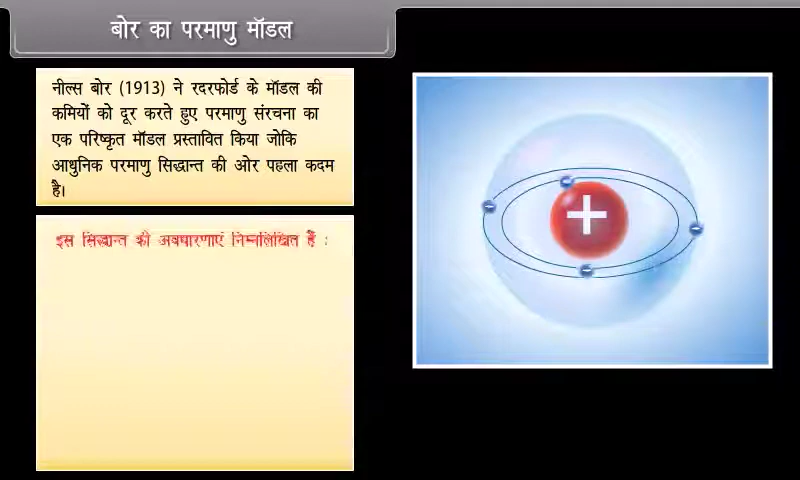 बोर का परमाणु मॉडल
नील्स बोर (1913) ने रदरफोर्ड के मॉडल की
कमियों को दूर करते हुए परमाणु संरचना का
एक परिष्कृत मॉडल प्रस्तावित किया जोकि
आधुनिक परमाणु सिद्धान्त की ओर पहला कदम
है।
इस सिद्धान्त की अवधारणाएं निम्नलिखित हैं :
+